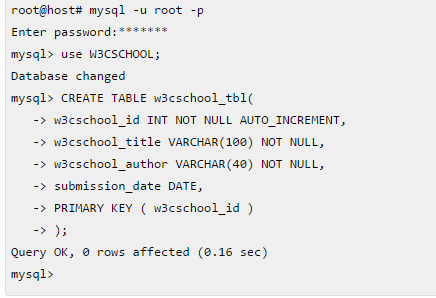 root@host# mysql -u root -p
Enter password:*******
mysql> use W3CSCHOOL;
Database changed
mysql> CREATE TABLE w3cschool_tbl(
-> w3cschool_id INT NOT NULL AUTO_INCREMENT,
-> w3cschool_title VARCHAR(100) NOT NULL,
-> w3cschool_author VARCHAR(40) NOT NULL,
-> submission_date DATE,
-> PRIMARY KEY ( w3cschool_id )
-> );
Query OK, 0 rows affected (0.16 sec)
mysql>